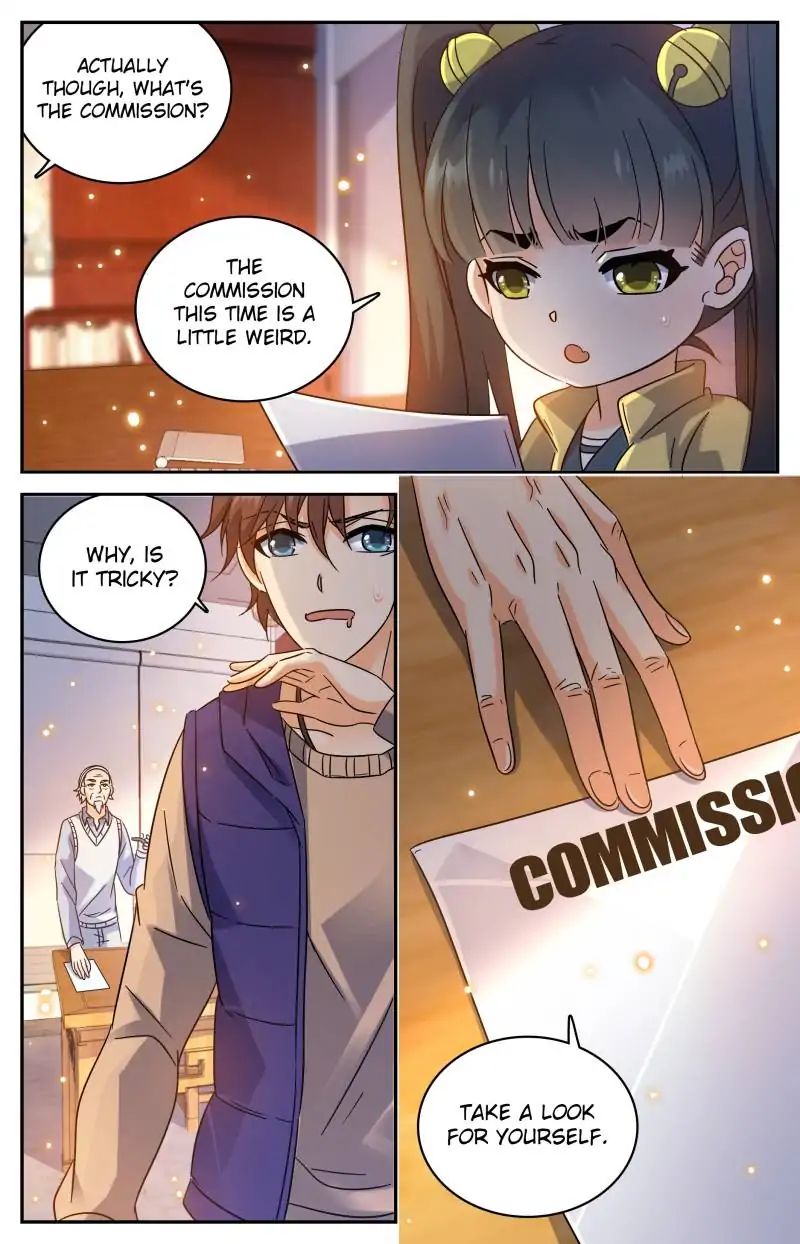 ACTUALLY
THOUGH, WHAT'S
THE COMMISSION?
THE
COMMISSION
THIS TIME IS A
LITTLE WEIRD.
WHY, IS
IT TRICKY?
COMMISSIO
TAKE A LOOK
FOR YOURSELF.